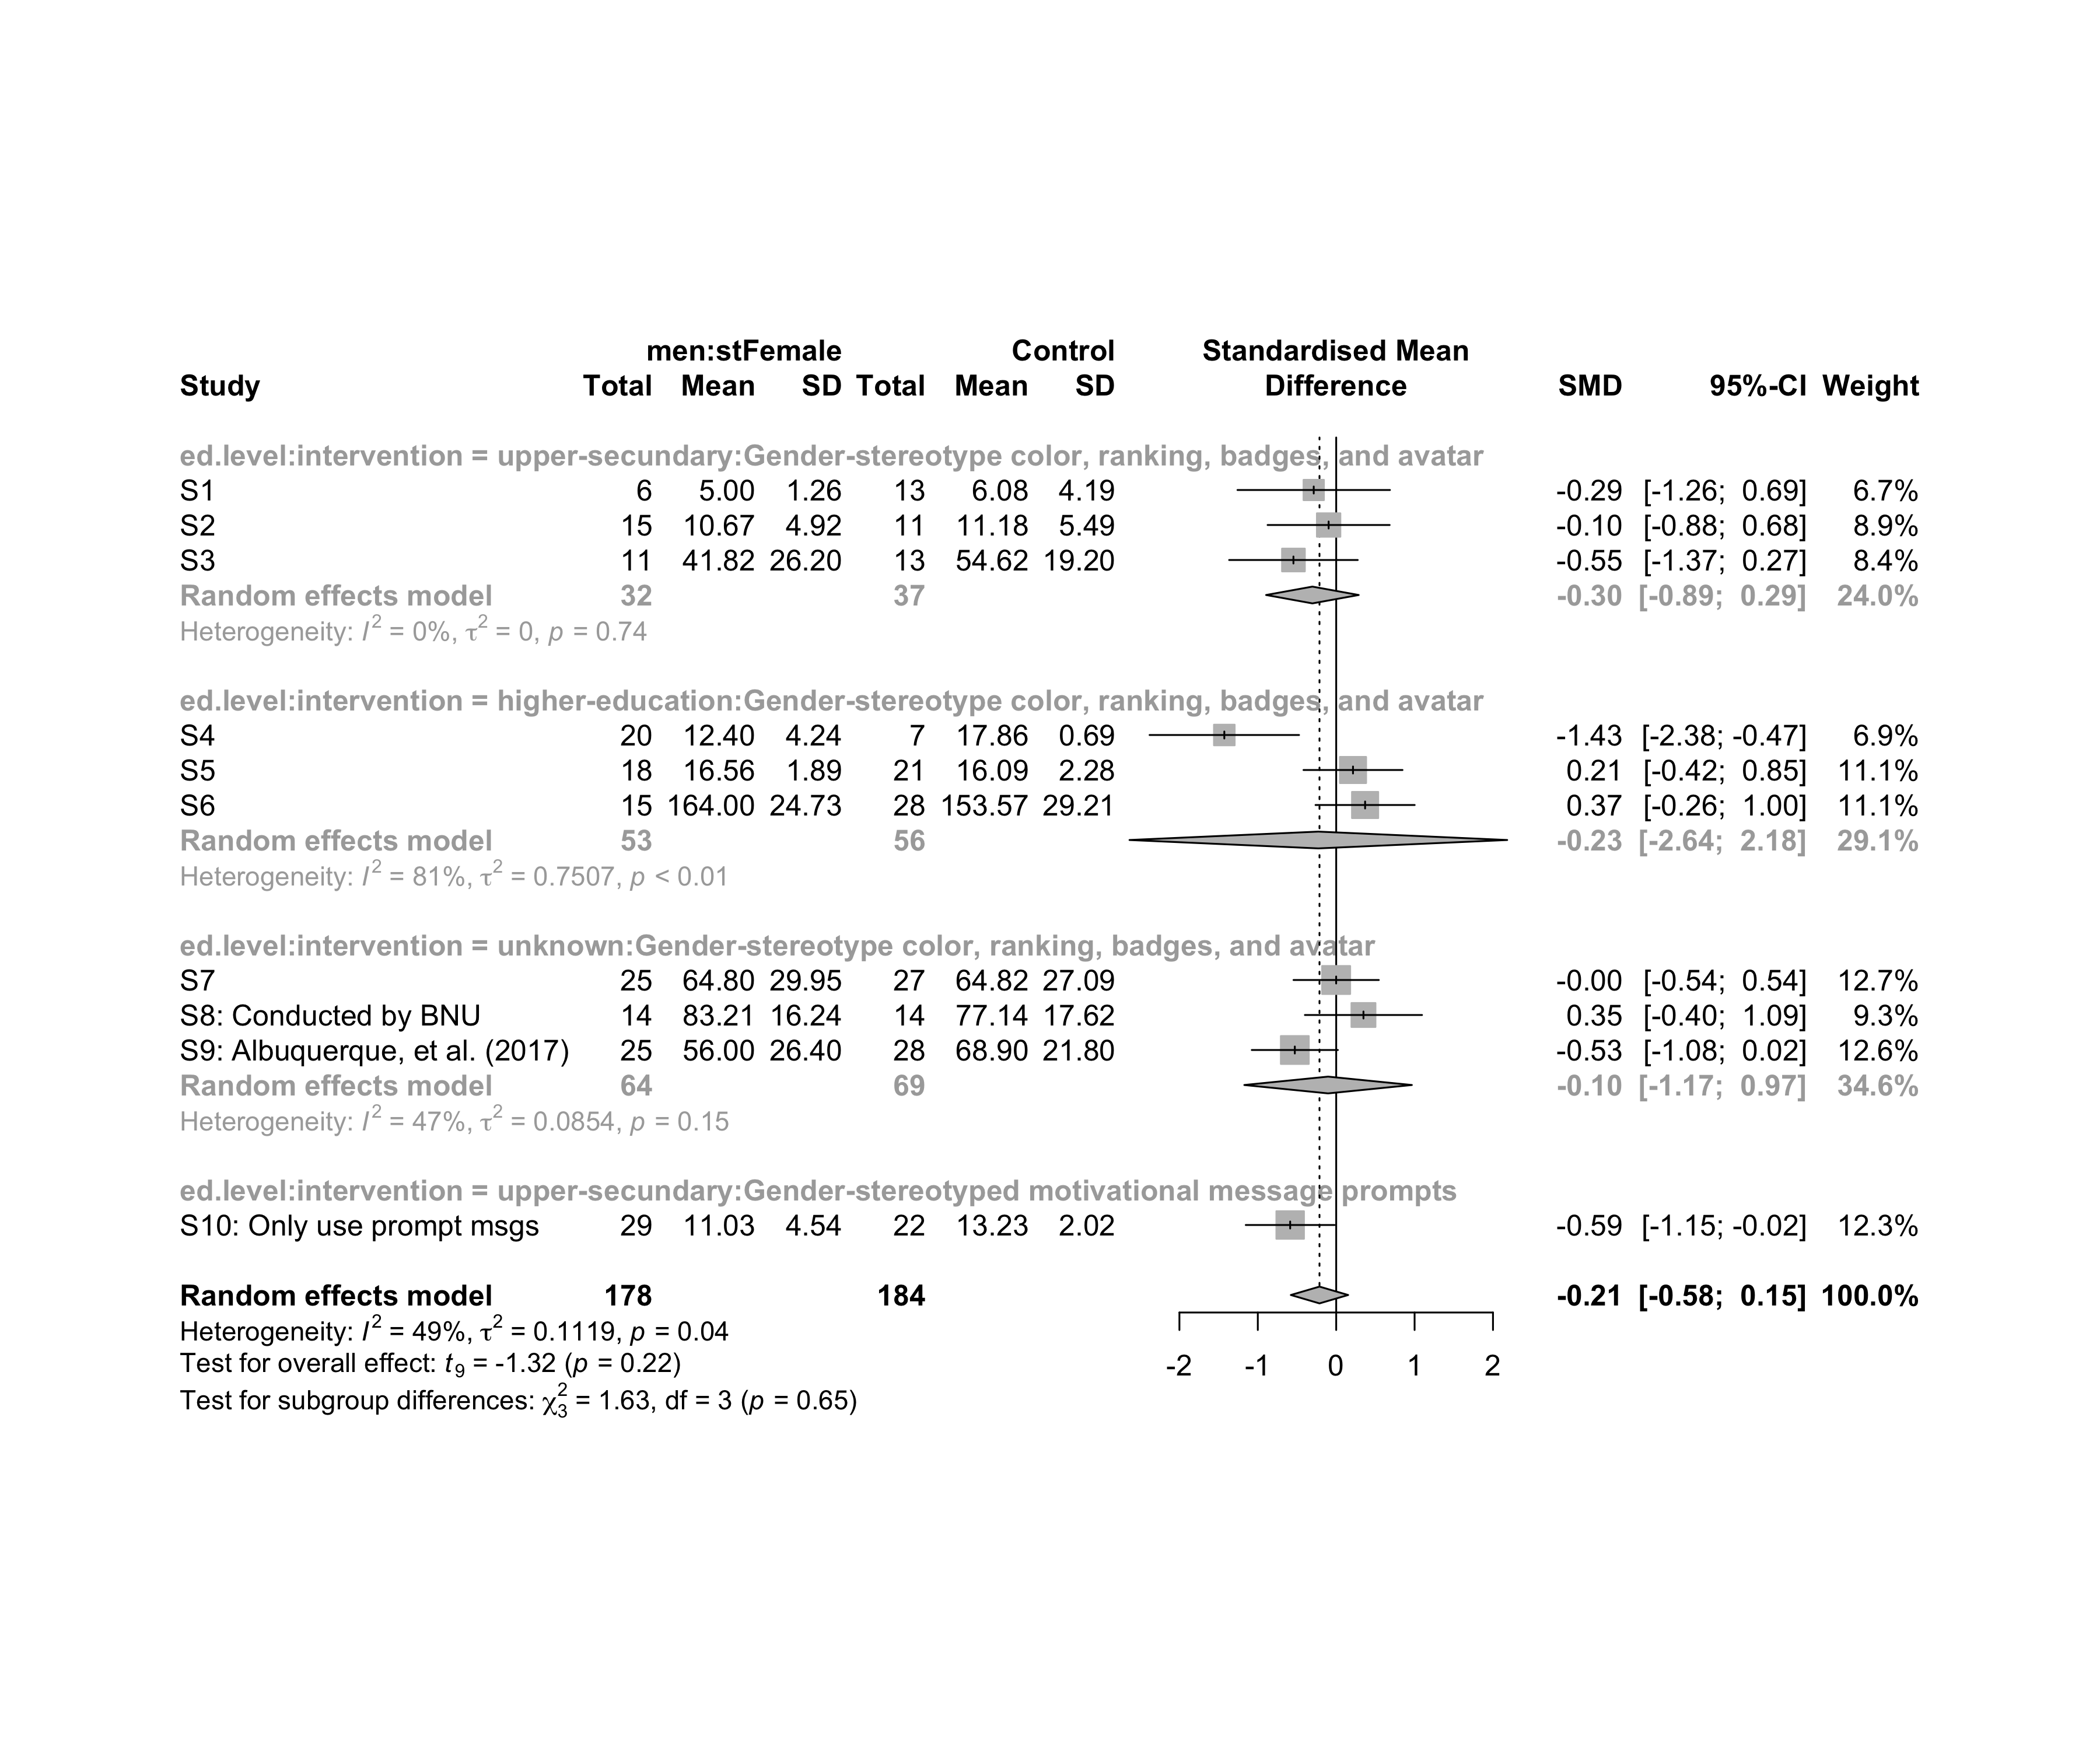 men:stFemale Control Standardised Mean
Study Total Mean SD Total Mean SD Difference SMD 95%-CI Weight
ed.level:intervention = upper-secundary:Gender-stereotype color, ranking, badges, and avatar
S1 6 5.00 1.26 13 6.08 4.19 -0.29 [-1.26; 0.69] 6.7%
S2 15 10.67 4.92 11 11.18 5.49 -0.10 [-0.88; 0.68] 8.9%
S3 11 41.82 26.20 13 54.62 19.20 -0.55 [-1.37; 0.27] 8.4%
Random effects model 32 37 -0.30 [-0.89; 0.29] 24.0%
Heterogeneity: I² = 0%, τ² = 0, p = 0.74
ed.level:intervention = higher-education:Gender-stereotype color, ranking, badges, and avatar
S4 20 12.40 4.24 7 17.86 0.69 -1.43 [-2.38; -0.47] 6.9%
S5 18 16.56 1.89 21 16.09 2.28 0.21 [-0.42; 0.85] 11.1%
S6 15 164.00 24.73 28 153.57 29.21 0.37 [-0.26; 1.00] 11.1%
Random effects model 53 56 -0.23 [-2.64; 2.18] 29.1%
Heterogeneity: I² = 81%, τ² = 0.7507, p < 0.01
ed.level:intervention = unknown:Gender-stereotype color, ranking, badges, and avatar
S7 25 64.80 29.95 27 64.82 27.09 -0.00 [-0.54; 0.54] 12.7%
S8: Conducted by BNU 14 83.21 16.24 14 77.14 17.62 0.35 [-0.40; 1.09] 9.3%
S9: Albuquerque, et al. (2017) 25 56.00 26.40 28 68.90 21.80 -0.53 [-1.08; 0.02] 12.6%
Random effects model 64 69 -0.10 [-1.17; 0.97] 34.6%
Heterogeneity: I² = 47%, τ² = 0.0854, p = 0.15
ed.level:intervention = upper-secundary:Gender-stereotyped motivational message prompts
S10: Only use prompt msgs 29 11.03 4.54 22 13.23 2.02 -0.59 [-1.15; -0.02] 12.3%
Random effects model 178 184 -0.21 [-0.58; 0.15] 100.0%
Heterogeneity: I² = 49%, τ² = 0.1119, p = 0.04
Test for overall effect: t₉ = -1.32 (p = 0.22)
-2 -1 0 1 2
Test for subgroup differences: χ²₃ = 1.63, df = 3 (p = 0.65)